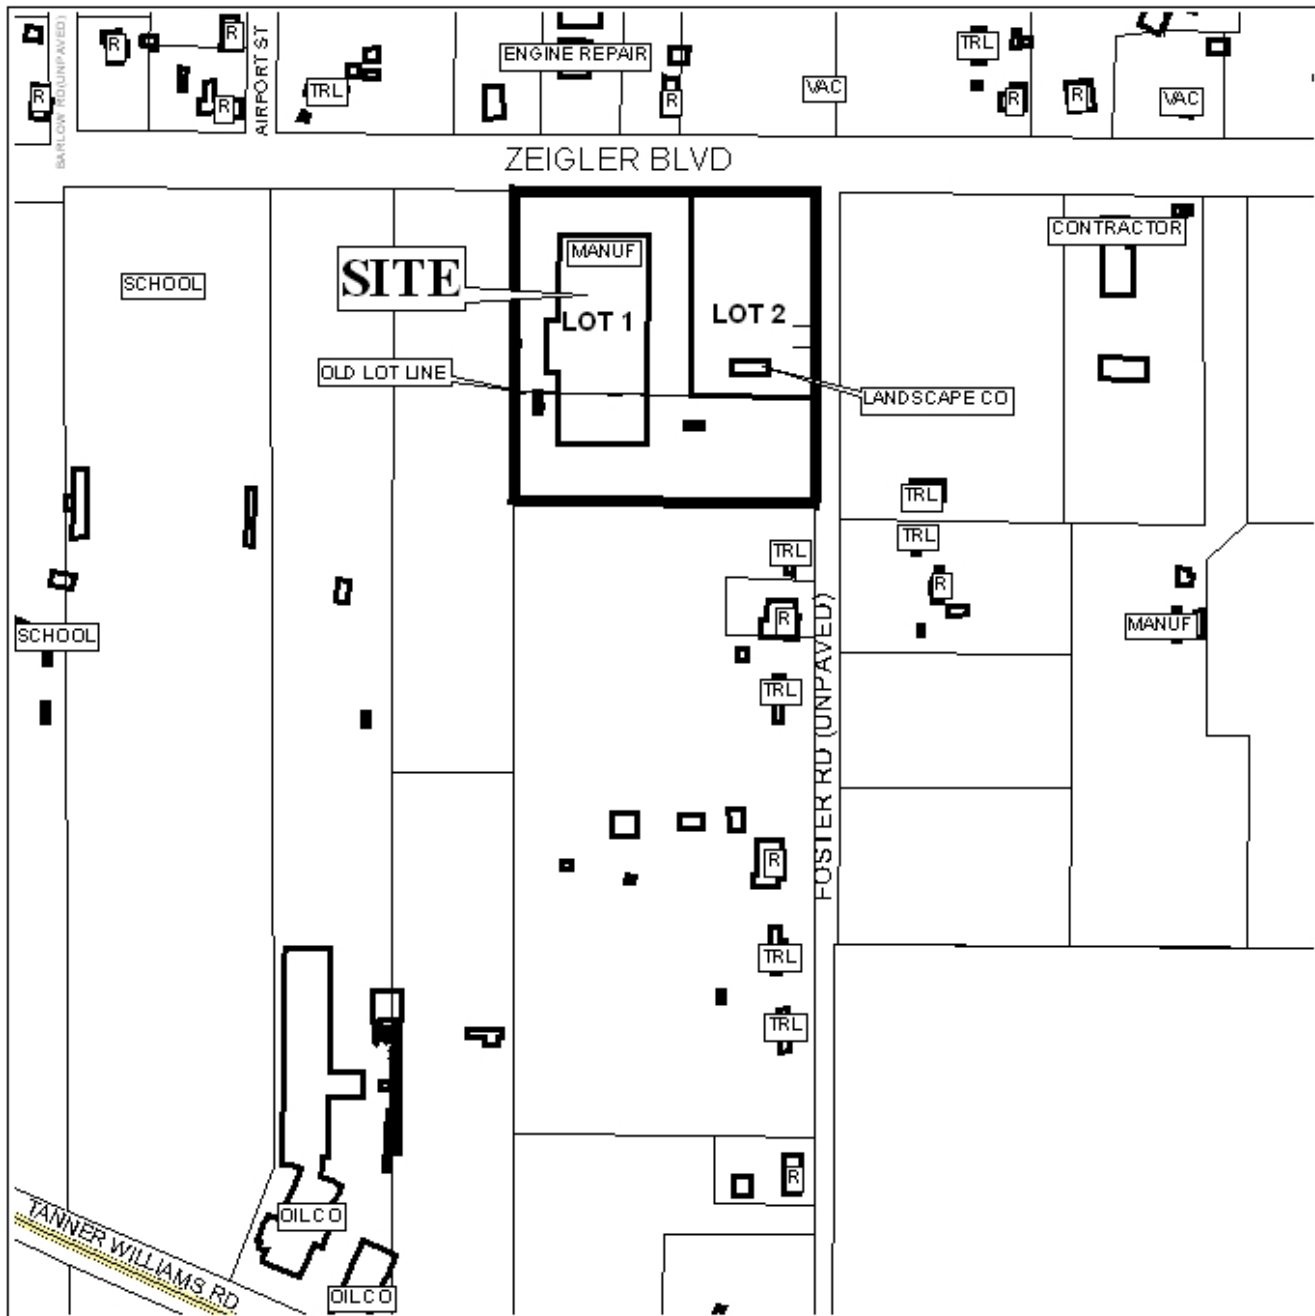 BARLOW RD(UNPAVED)
R
R
R
R
AIRPORT ST
TRL
ENGINE REPAIR
R
VAC
TRL
R
R
VAC
ZEIGLER BLVD
SCHOOL
SITE
MANUF
LOT 1
LOT 2
CONTRACTOR
OLD LOT LINE
LANDSCAPE CO
TRL
TRL
TRL
R
R
SCHOOL
MANUF
TRL
FOSTER RD (UNPAVED)
R
TRL
TRL
R
OILCO
TANNER WILLIAMS RD
OILCO